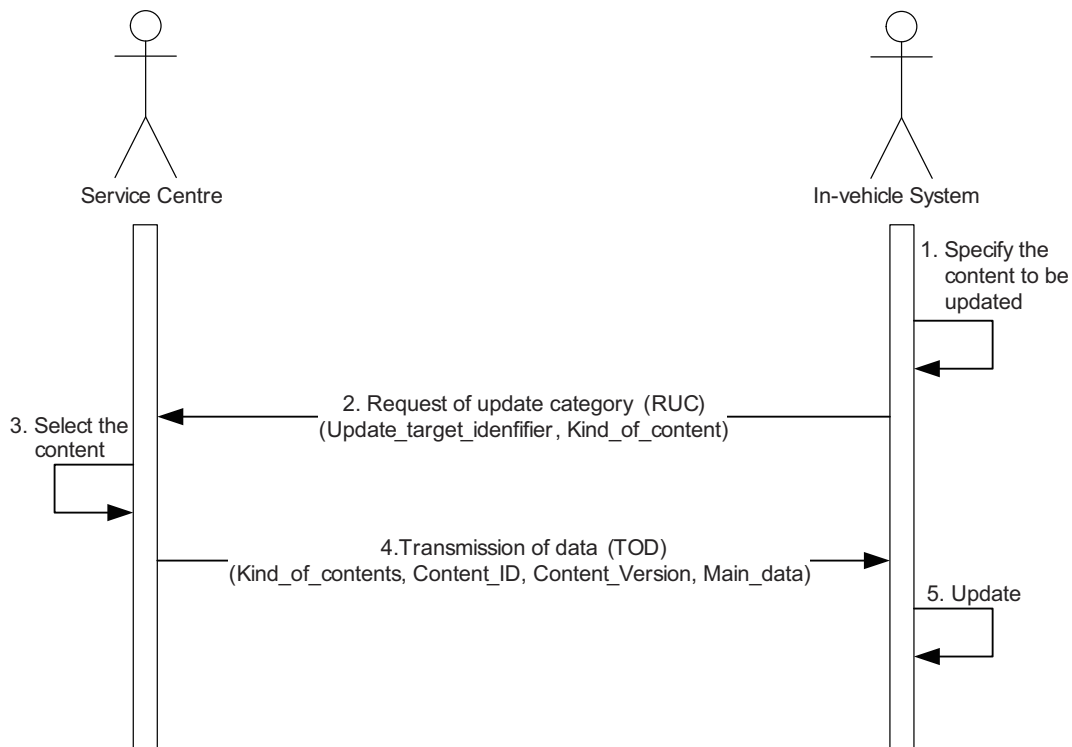 Service Centre
In-vehicle System
1. Specify the
content to be
updated
2. Request of update category (RUC)
(Update_target_idenfifier, Kind_of_content)
3. Select the
content
4.Transmission of data (TOD)
(Kind_of_contents, Content_ID, Content_Version, Main_data)
5. Update